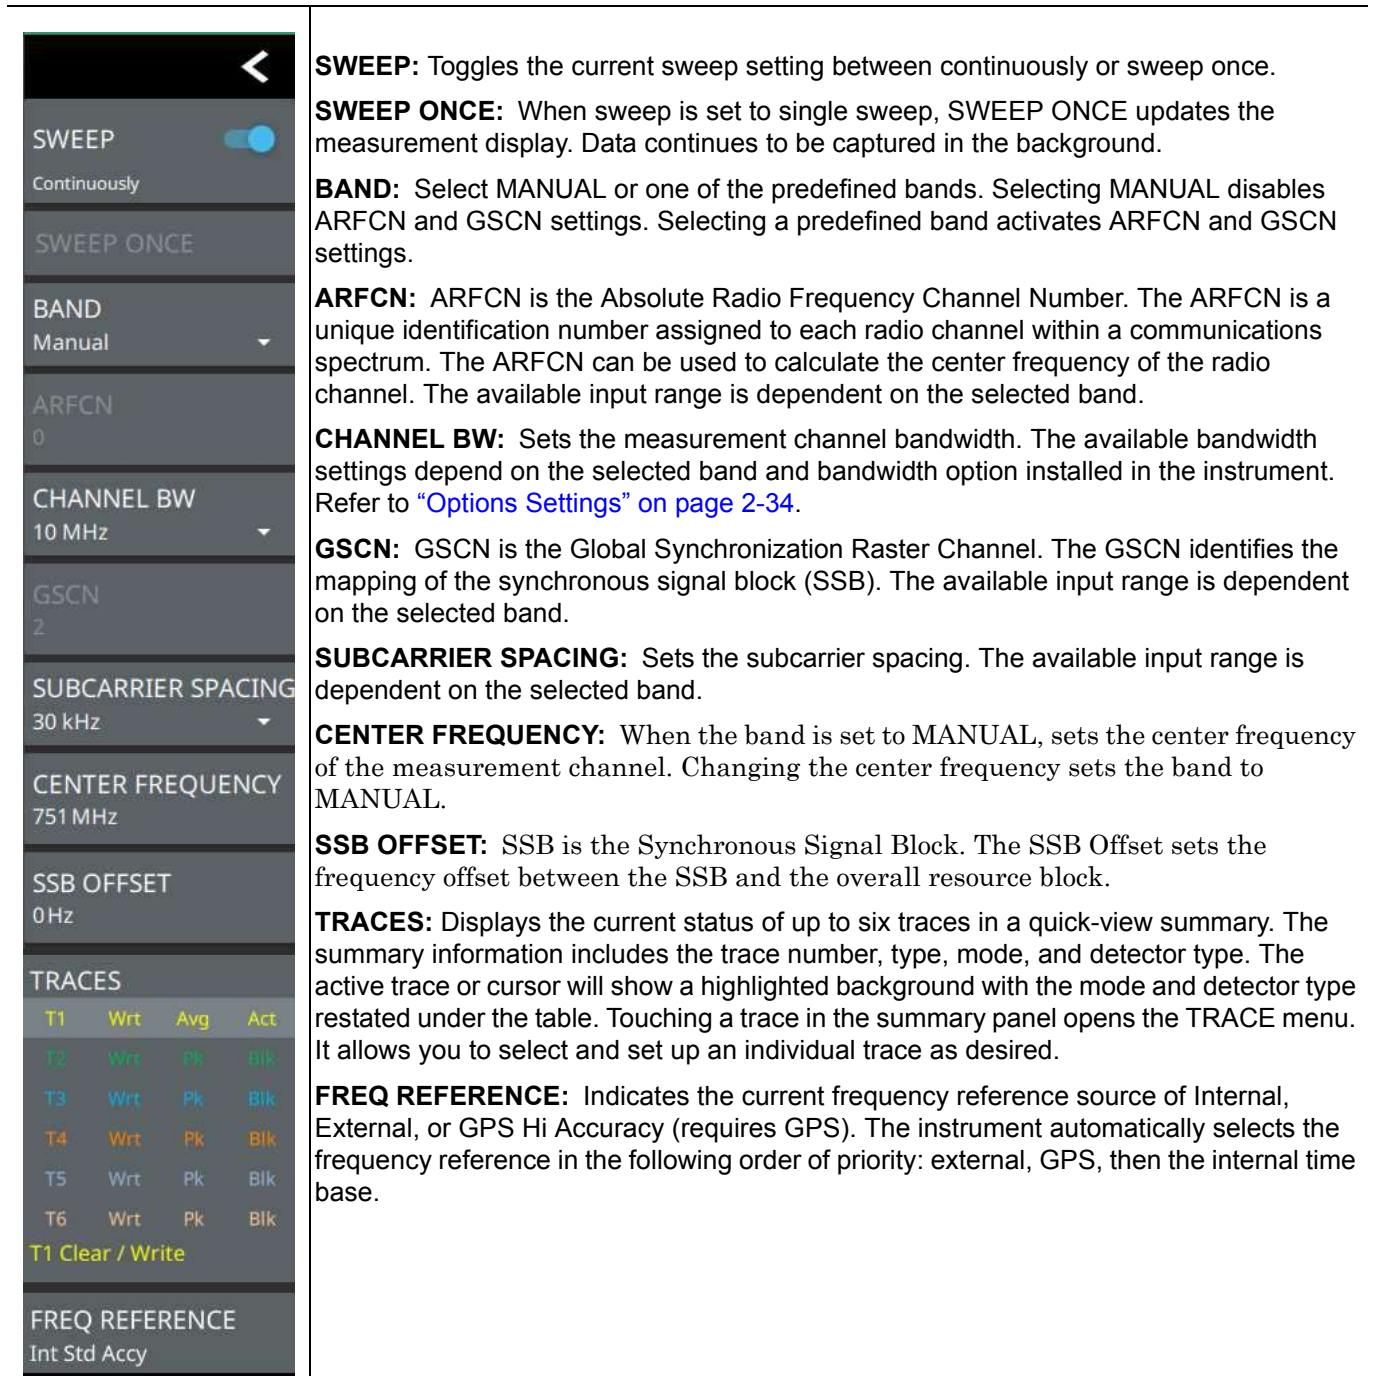 SWEEP
Continuously
SWEEP ONCE
BAND
Manual
ARFCN
0
CHANNEL BW
10 MHz
GSCN
2
SUBCARRIER SPACING
30 kHz
CENTER FREQUENCY
751 MHz
SSB OFFSET
0 Hz
TRACES
T1 Wrt Avg Act
T2 Wrt Pk Blk
T3 Wrt Pk Blk
T4 Wrt Pk Blk
T5 Wrt Pk Blk
T6 Wrt Pk Blk
T1 Clear / Write
FREQ REFERENCE
Int Std Accy
SWEEP: Toggles the current sweep setting between continuously or sweep once.
SWEEP ONCE: When sweep is set to single sweep, SWEEP ONCE updates the
measurement display. Data continues to be captured in the background.
BAND: Select MANUAL or one of the predefined bands. Selecting MANUAL disables
ARFCN and GSCN settings. Selecting a predefined band activates ARFCN and GSCN
settings.
ARFCN: ARFCN is the Absolute Radio Frequency Channel Number. The ARFCN is a
unique identification number assigned to each radio channel within a communications
spectrum. The ARFCN can be used to calculate the center frequency of the radio
channel. The available input range is dependent on the selected band.
CHANNEL BW: Sets the measurement channel bandwidth. The available bandwidth
settings depend on the selected band and bandwidth option installed in the instrument.
Refer to “Options Settings” on page 2-34.
GSCN: GSCN is the Global Synchronization Raster Channel. The GSCN identifies the
mapping of the synchronous signal block (SSB). The available input range is dependent
on the selected band.
SUBCARRIER SPACING: Sets the subcarrier spacing. The available input range is
dependent on the selected band.
CENTER FREQUENCY: When the band is set to MANUAL, sets the center frequency
of the measurement channel. Changing the center frequency sets the band to
MANUAL.
SSB OFFSET: SSB is the Synchronous Signal Block. The SSB Offset sets the
frequency offset between the SSB and the overall resource block.
TRACES: Displays the current status of up to six traces in a quick-view summary. The
summary information includes the trace number, type, mode, and detector type. The
active trace or cursor will show a highlighted background with the mode and detector type
restated under the table. Touching a trace in the summary panel opens the TRACE menu.
It allows you to select and set up an individual trace as desired.
FREQ REFERENCE: Indicates the current frequency reference source of Internal,
External, or GPS Hi Accuracy (requires GPS). The instrument automatically selects the
frequency reference in the following order of priority: external, GPS, then the internal time
base.